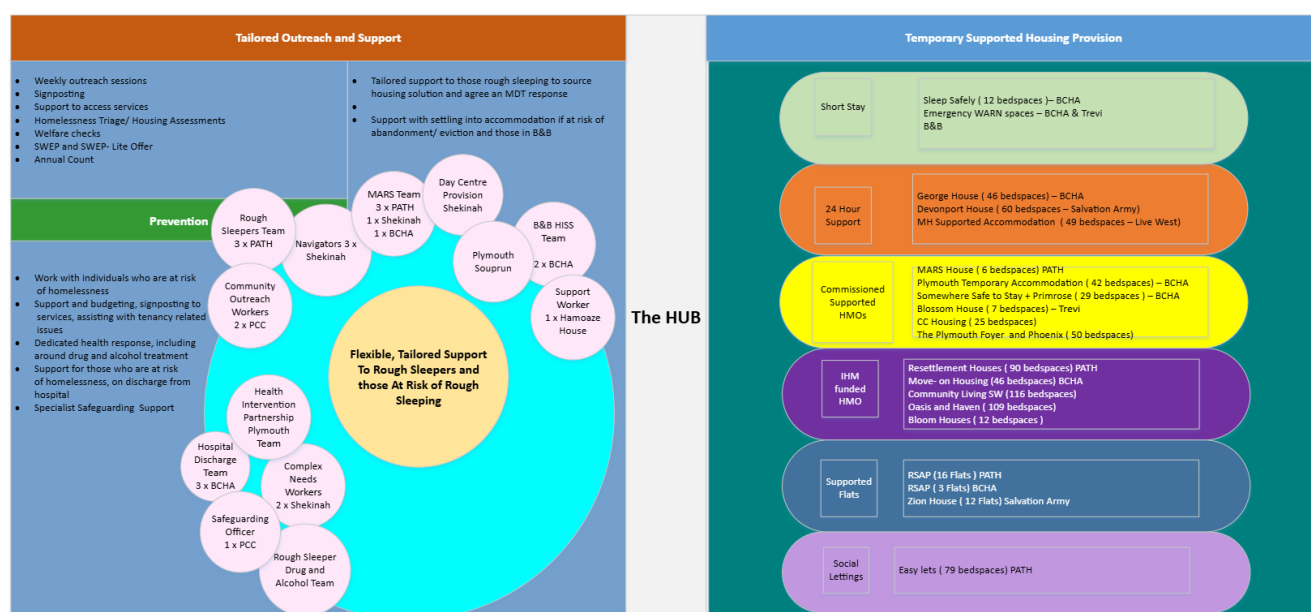 Tailored Outreach and Support
• Weekly outreach sessions
• Signposting
• Support to access services
• Homelessness Triage/ Housing Assessments
• Welfare checks
• SWEP and SWEP- Lite Offer
• Annual Count
• Tailored support to those rough sleeping to source
housing solution and agree an MDT response
•
• Support with settling into accommodation if at risk of
abandonment/ eviction and those in B&B
Prevention
• Work with individuals who are at risk
of homelessness
• Support and budgeting, signposting to
services, assisting with tenancy related
issues
• Dedicated health response, including
around drug and alcohol treatment
• Support for those who are at risk
of homelessness, on discharge from
hospital
• Specialist Safeguarding Support
Rough
Sleepers Team
3 x PATH
Navigators 3 x
Shekinah
MARS Team
3 x PATH
1 x Shekinah
1 x BCHA
Day Centre
Provision
Shekinah
Plymouth
Souprun
B&B HISS
Team
2 x BCHA
Support
Worker
1 x Hamoaze
House
Community
Outreach
Workers
2 x PCC
Flexible, Tailored Support
To Rough Sleepers and
those At Risk of Rough
Sleeping
Health
Intervention
Partnership
Plymouth
Team
Hospital
Discharge
Team
3 x BCHA
Complex
Needs
Workers
2 x Shekinah
Safeguarding
Officer
1 x PCC
Rough Sleeper
Drug and
Alcohol Team
The HUB
Temporary Supported Housing Provision
Short Stay
Sleep Safely ( 12 bedspaces )– BCHA
Emergency WARN spaces – BCHA & Trevi
B&B
24 Hour
Support
George House ( 46 bedspaces) – BCHA
Devonport House ( 60 bedspaces – Salvation Army)
MH Supported Accommodation ( 49 bedspaces – Live West)
Commissioned
Supported
HMOs
MARS House ( 6 bedspaces) PATH
Plymouth Temporary Accommodation ( 42 bedspaces) – BCHA
Somewhere Safe to Stay + Primrose ( 29 bedspaces ) – BCHA
Blossom House ( 7 bedspaces) – Trevi
CC Housing ( 25 bedspaces)
The Plymouth Foyer and Phoenix ( 50 bedspaces)
IHM
funded
HMO
Resettlement Houses ( 90 bedspaces) PATH
Move- on Housing (46 bedspaces) BCHA
Community Living SW (116 bedspaces)
Oasis and Haven ( 109 bedspaces)
Bloom Houses ( 12 bedspaces )
Supported
Flats
RSAP (16 Flats ) PATH
RSAP ( 3 Flats) BCHA
Zion House ( 12 Flats) Salvation Army
Social
Lettings
Easy lets ( 79 bedspaces) PATH